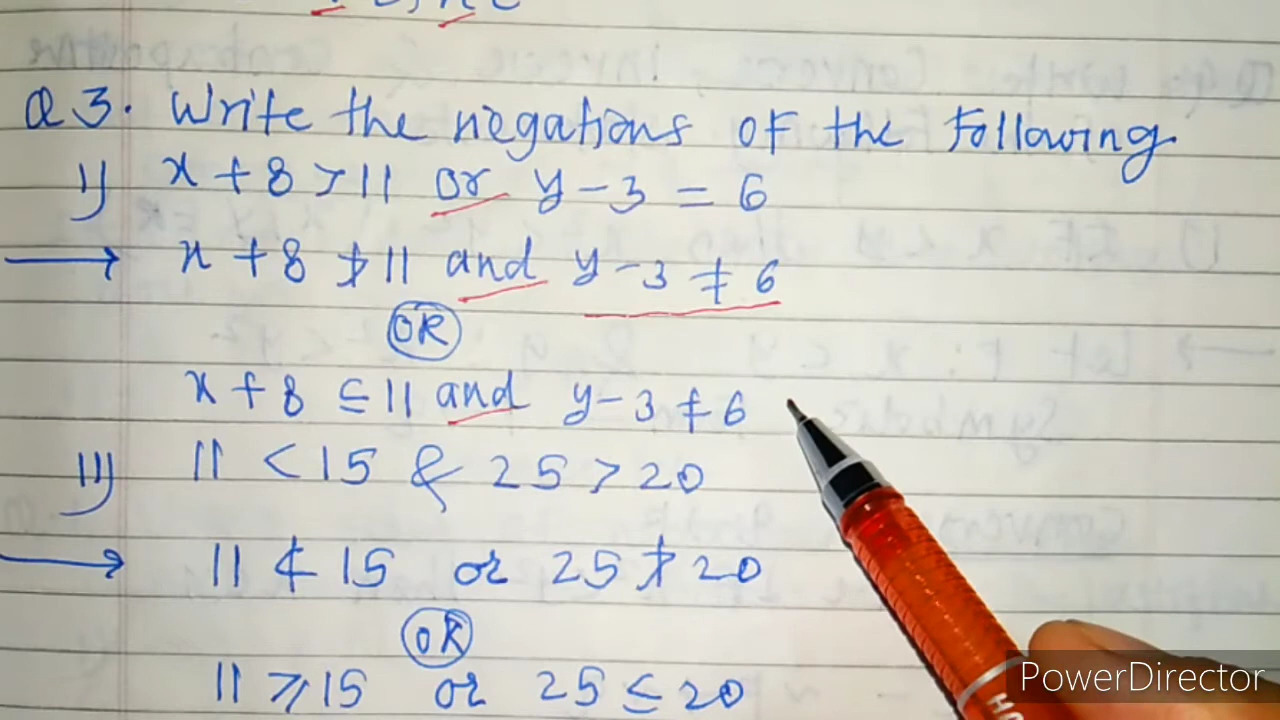 Q 3. Write the negations of the following
I) x + 8 > 11 or y - 3 = 6
→ x + 8 ≯ 11 and y - 3 ≠ 6
OR
x + 8 ≤ 11 and y - 3 ≠ 6
II) 11 < 15 & 25 > 20
→ 11 ≮ 15 or 25 ≯ 20
OR
11 ≥ 15 or 25 ≤ 20
PowerDirector